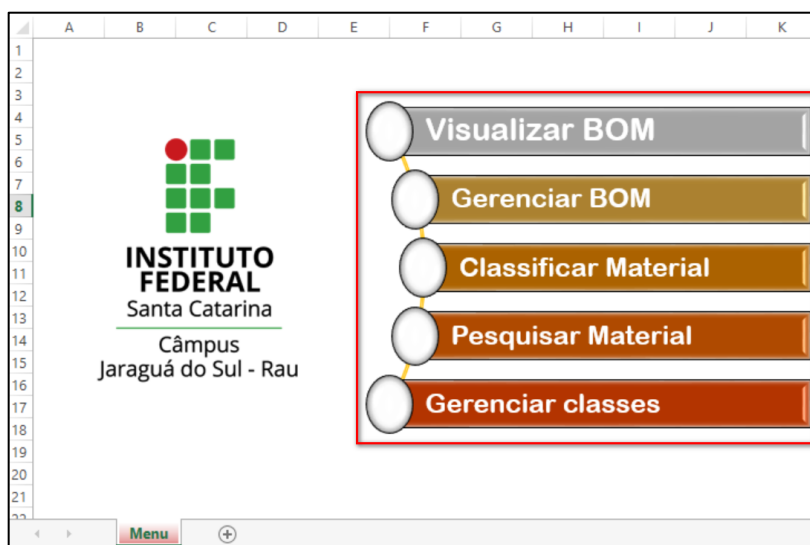 A B C D E F G H I J K
1
2
3
4
5
6
7
8
9
10
11
12
13
14
15
16
17
18
19
20
21
22
INSTITUTO
FEDERAL
Santa Catarina
Câmpus
Jaraguá do Sul - Rau
Visualizar BOM
Gerenciar BOM
Classificar Material
Pesquisar Material
Gerenciar classes
Menu